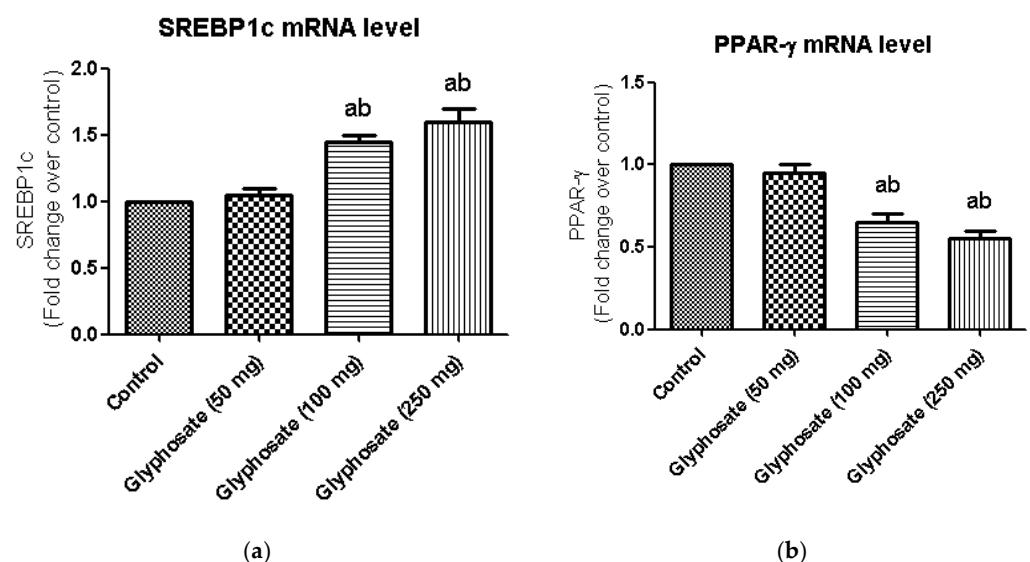 SREBP1c mRNA level
SREBP1c
(Fold change over control)
2.0
1.5
1.0
0.5
0.0
ab
ab
Control
Glyphosate (50 mg)
Glyphosate (100 mg)
Glyphosate (250 mg)
(a)
PPAR-γ mRNA level
PPAR-γ
(Fold change over control)
1.5
1.0
0.5
0.0
ab
ab
Control
Glyphosate (50 mg)
Glyphosate (100 mg)
Glyphosate (250 mg)
(b)